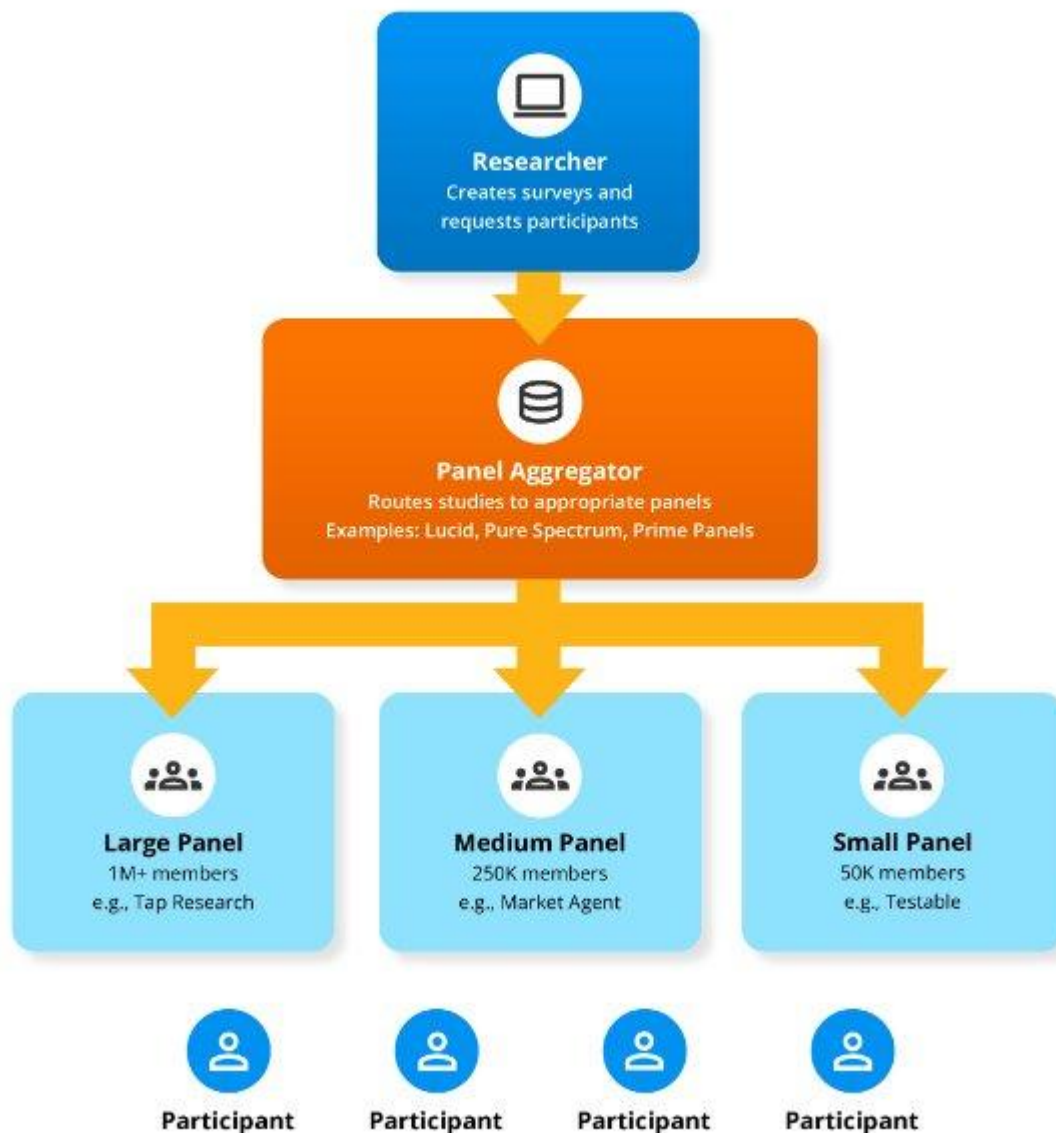 Researcher
Creates surveys and
requests participants
Panel Aggregator
Routes studies to appropriate panels
Examples: Lucid, Pure Spectrum, Prime Panels
Large Panel
1M+ members
e.g., Tap Research
Medium Panel
250K members
e.g., Market Agent
Small Panel
50K members
e.g., Testable
Participant
Participant
Participant
Participant